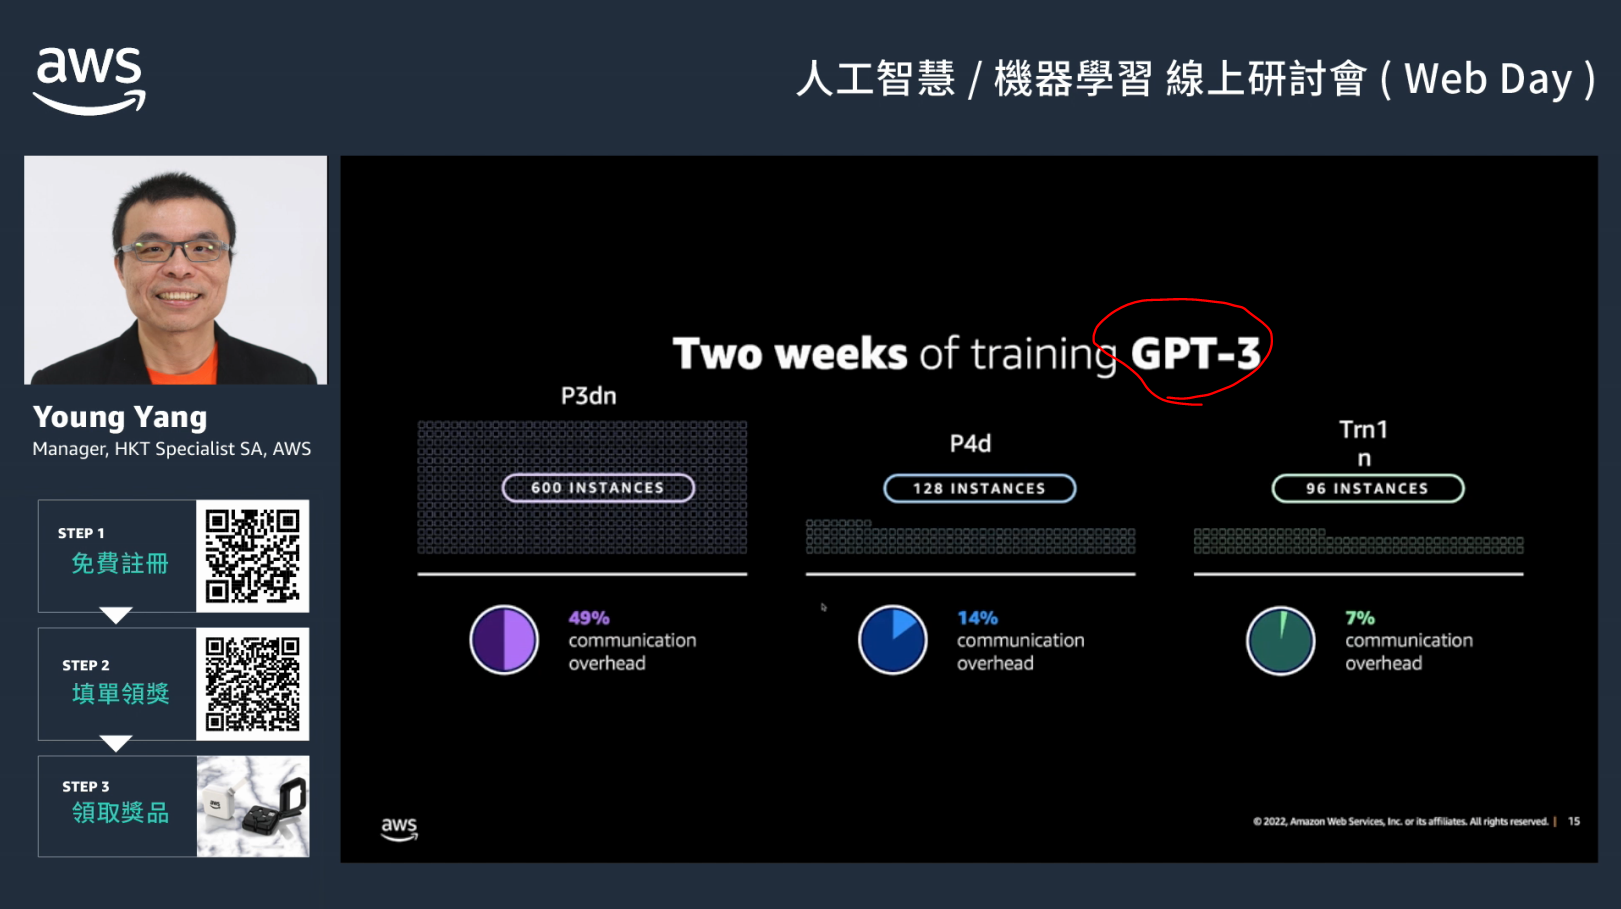 aws
人工智慧 / 機器學習 線上研討會 ( Web Day )
Young Yang
Manager, HKT Specialist SA, AWS
STEP 1
免費註冊
STEP 2
填單領獎
STEP 3
領取獎品
aws
Two weeks of training GPT-3
P3dn
600 INSTANCES
49%
communication
overhead
P4d
128 INSTANCES
14%
communication
overhead
Trn1
n
96 INSTANCES
7%
communication
overhead
aws
© 2022, Amazon Web Services, Inc. or its affiliates. All rights reserved. | 15